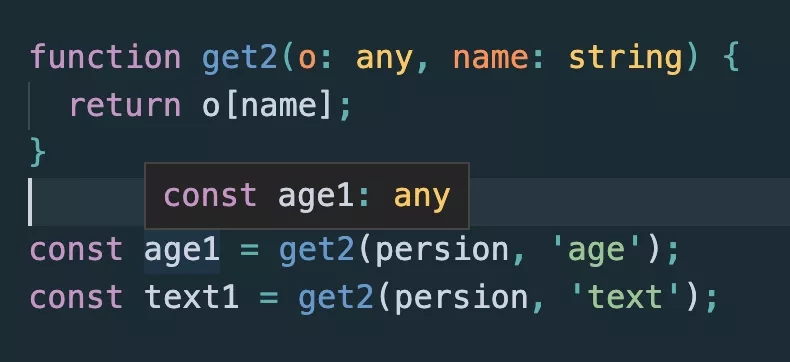 function get2(o: any, name: string) {
  return o[name];
}
const age1: any
const age1 = get2(persion, 'age');
const text1 = get2(persion, 'text');